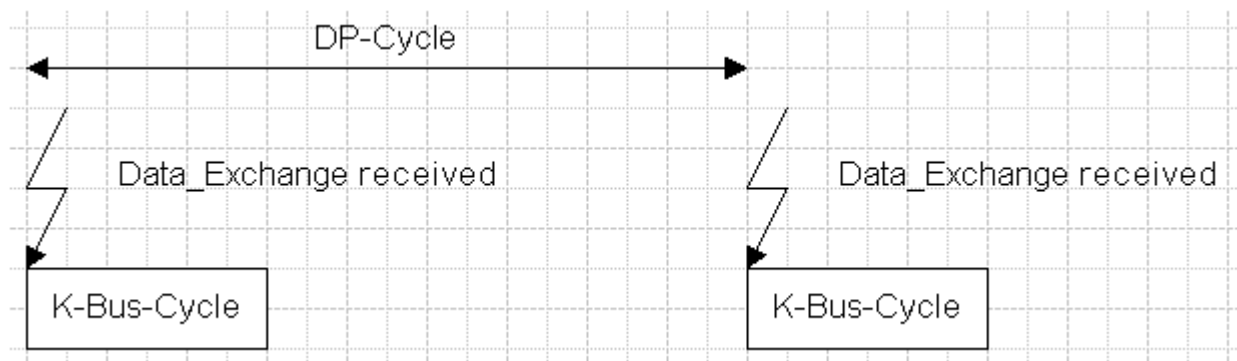 DP-Cycle
Data_Exchange received
Data_Exchange received
K-Bus-Cycle
K-Bus-Cycle